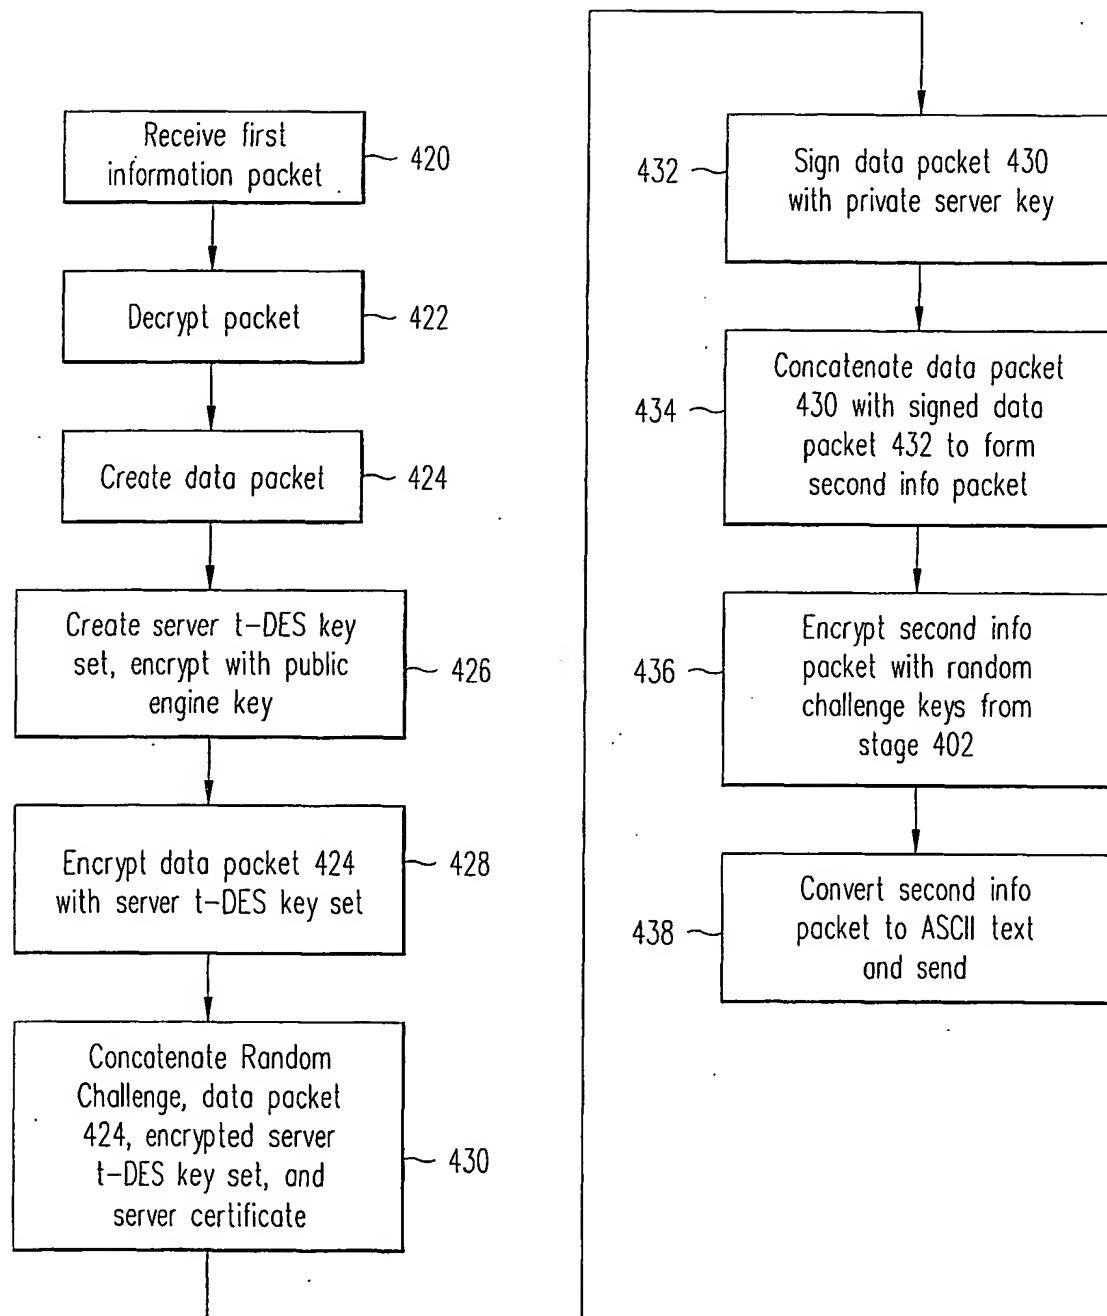 Receive first
information packet
420
Decrypt packet
422
Create data packet
424
Create server t-DES key
set, encrypt with public
engine key
426
Encrypt data packet 424
with server t-DES key set
428
Concatenate Random
Challenge, data packet
424, encrypted server
t-DES key set, and
server certificate
430
432
Sign data packet 430
with private server key
434
Concatenate data packet
430 with signed data
packet 432 to form
second info packet
436
Encrypt second info
packet with random
challenge keys from
stage 402
438
Convert second info
packet to ASCII text
and send